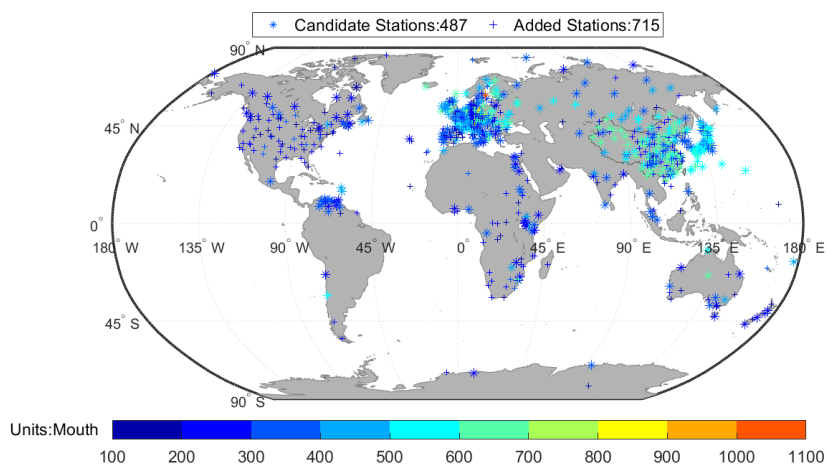 Candidate Stations:487 Added Stations:715
90° N
45° N
0°
180° W 135° W 90° W 45° W 0° 45° E 90° E 135° E 180° E
45° S
90° S
Units:Mouth
100 200 300 400 500 600 700 800 900 1000 1100